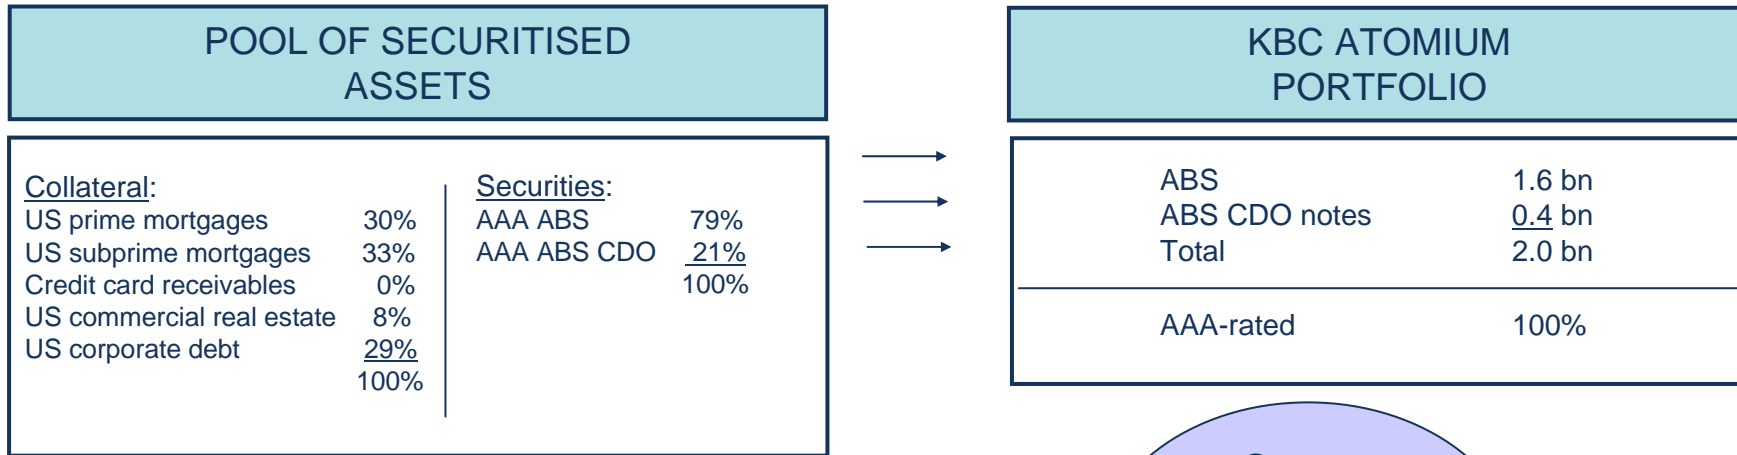 POOL OF SECURITISED
ASSETS
Collateral:
US prime mortgages 30%
US subprime mortgages 33%
Credit card receivables 0%
US commercial real estate 8%
US corporate debt 29%
100%
Securities:
AAA ABS 79%
AAA ABS CDO 21%
100%
KBC ATOMIUM
PORTFOLIO
ABS 1.6 bn
ABS CDO notes 0.4 bn
Total 2.0 bn
AAA-rated 100%